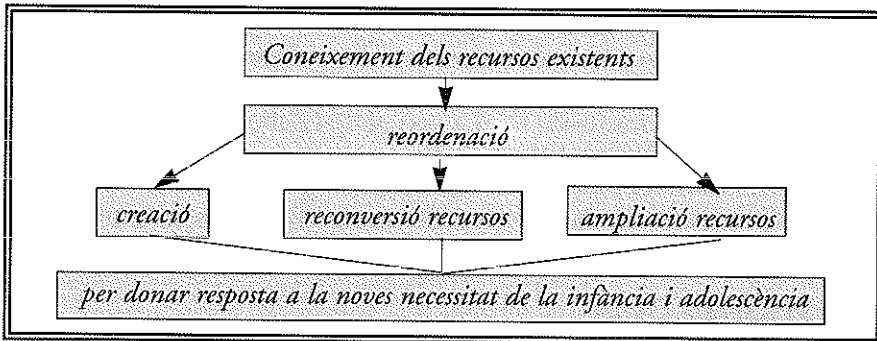 Coneixement dels recursos existents
reordenació
creació
reconversió recursos
ampliació recursos
per donar resposta a la noves necessitat de la infància i adolescència